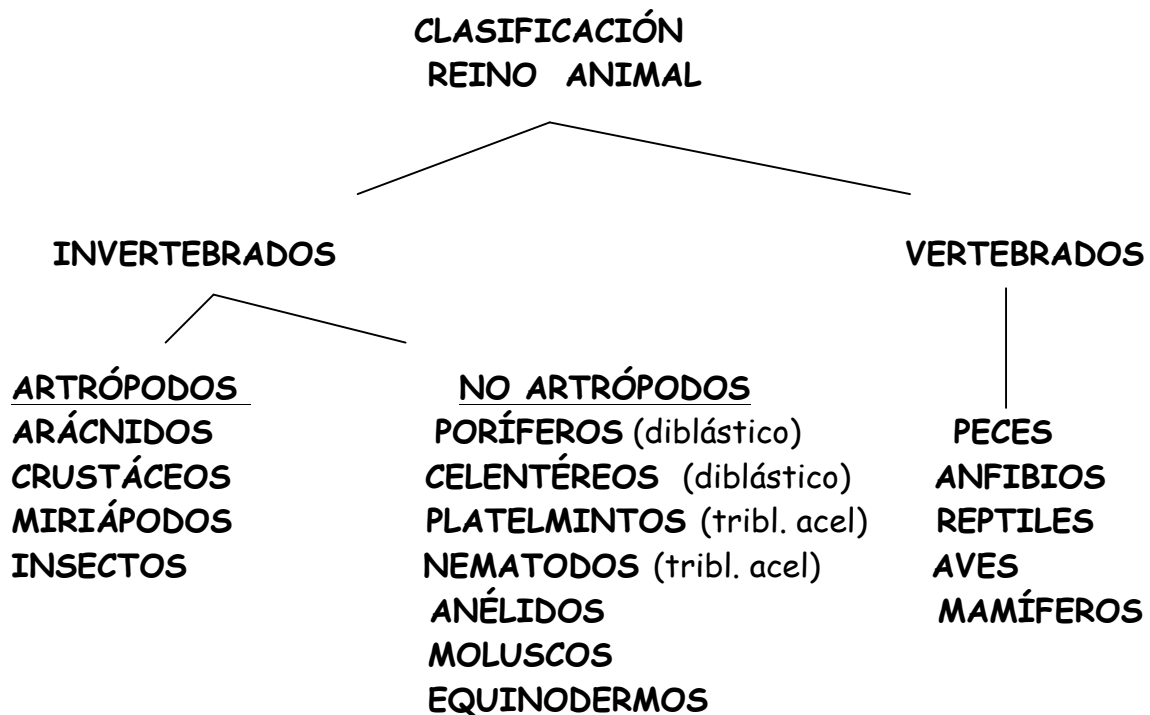 CLASIFICACIÓN
REINO ANIMAL
INVERTEBRADOS
VERTEBRADOS
ARTRÓPODOS
ARÁCNIDOS
CRUSTÁCEOS
MIRIÁPODOS
INSECTOS
NO ARTRÓPODOS
PORÍFEROS (diblástico)
CELENTÉREOS (diblástico)
PLATELMINTOS (tribl. acel)
NEMATODOS (tribl. acel)
ANÉLIDOS
MOLUSCOS
EQUINODERMOS
PECES
ANFIBIOS
REPTILES
AVES
MAMÍFEROS